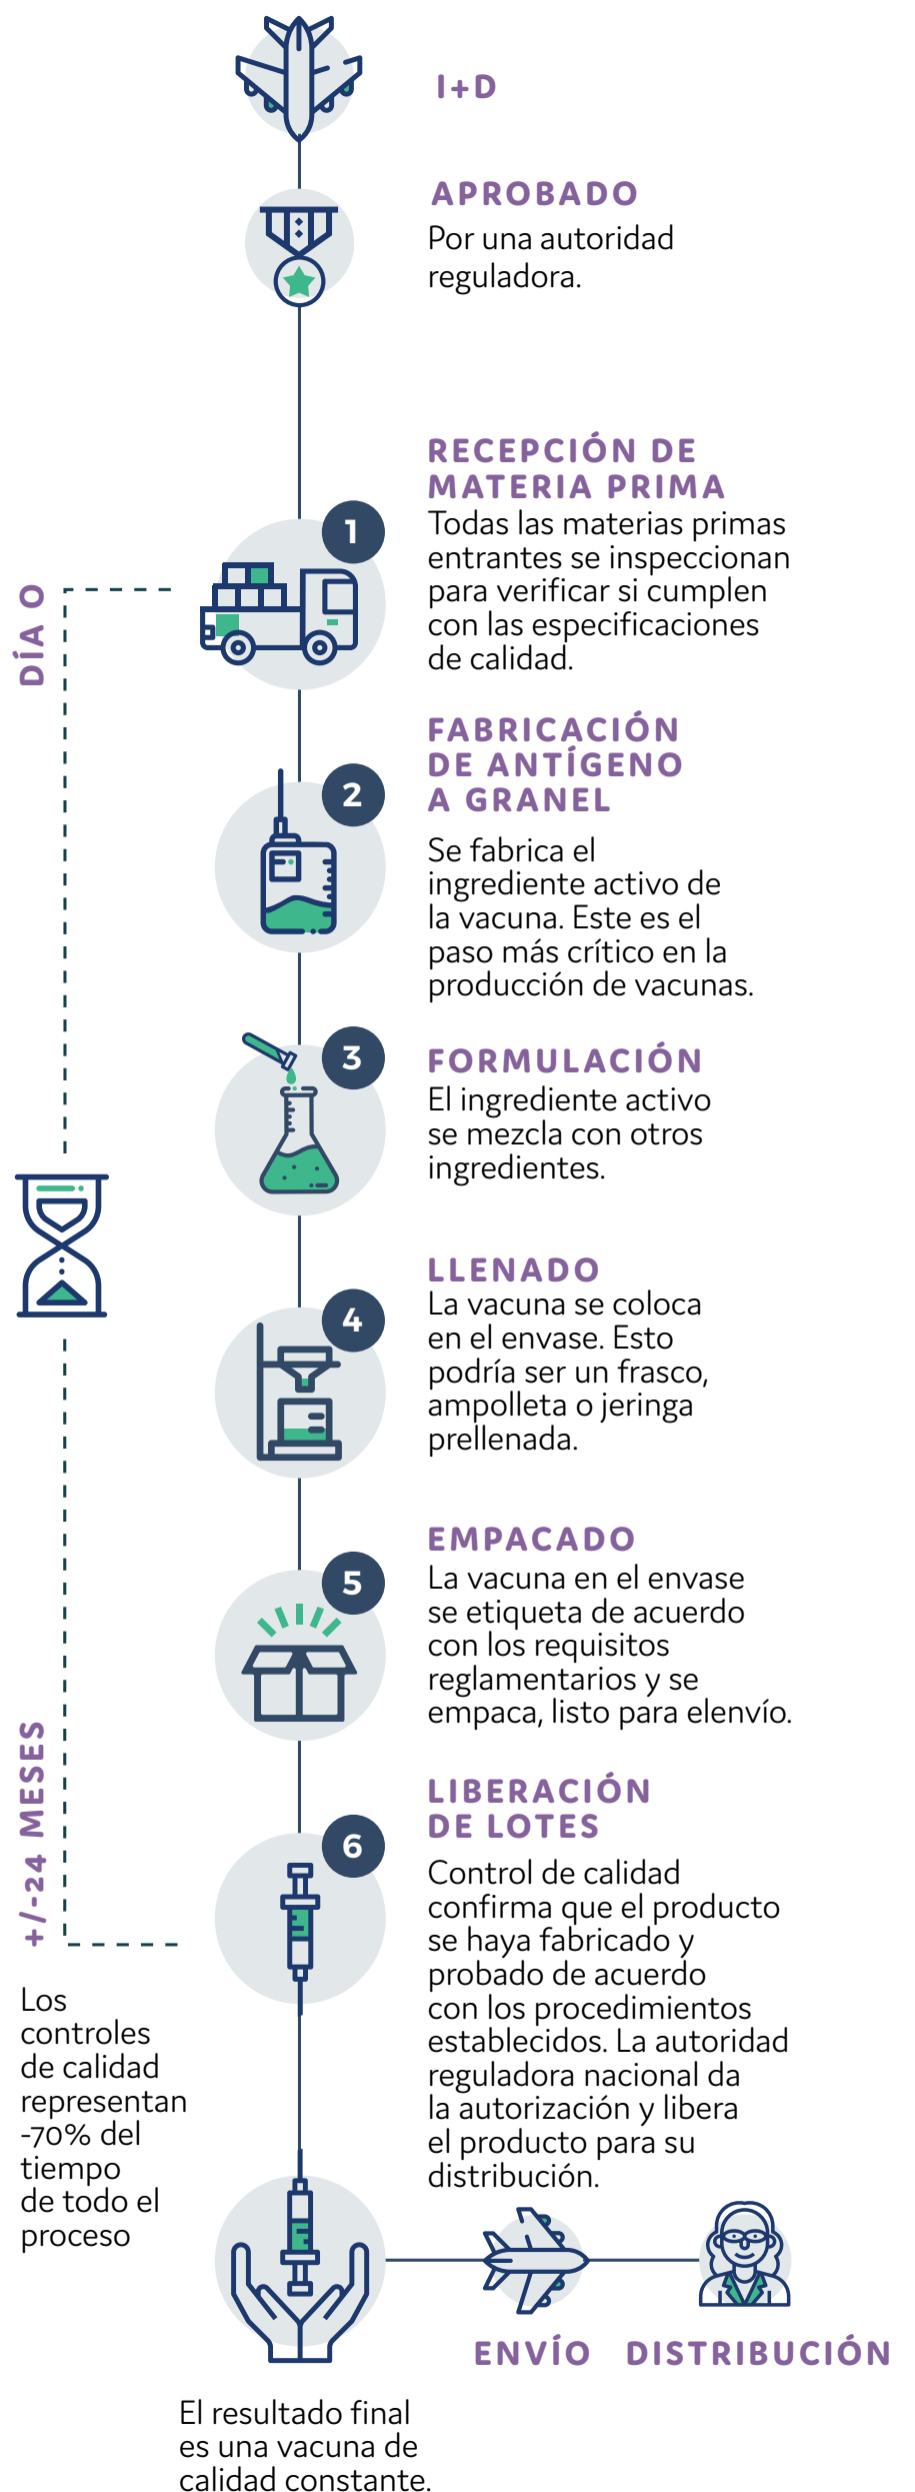 I+D
APROBADO
Por una autoridad
reguladora.
RECEPCIÓN DE
MATERIA PRIMA
1
Todas las materias primas
entrantes se inspeccionan
para verificar si cumplen
con las especificaciones
de calidad.
DÍA O
FABRICACIÓN
DE ANTÍGENO
A GRANEL
2
Se fabrica el
ingrediente activo de
la vacuna. Este es el
paso más crítico en la
producción de vacunas.
3
FORMULACIÓN
El ingrediente activo
se mezcla con otros
ingredientes.
LLENADO
4
La vacuna se coloca
en el envase. Esto
podría ser un frasco,
ampolleta o jeringa
prellenada.
EMPACADO
5
La vacuna en el envase
se etiqueta de acuerdo
con los requisitos
reglamentarios y se
empaca, listo para elenvío.
+/-24 MESES
LIBERACIÓN
DE LOTES
6
Control de calidad
confirma que el producto
se haya fabricado y
probado de acuerdo
con los procedimientos
establecidos. La autoridad
reguladora nacional da
la autorización y libera
el producto para su
distribución.
Los
controles
de calidad
representan
-70% del
tiempo
de todo el
proceso
ENVÍO
DISTRIBUCIÓN
El resultado final
es una vacuna de
calidad constante.